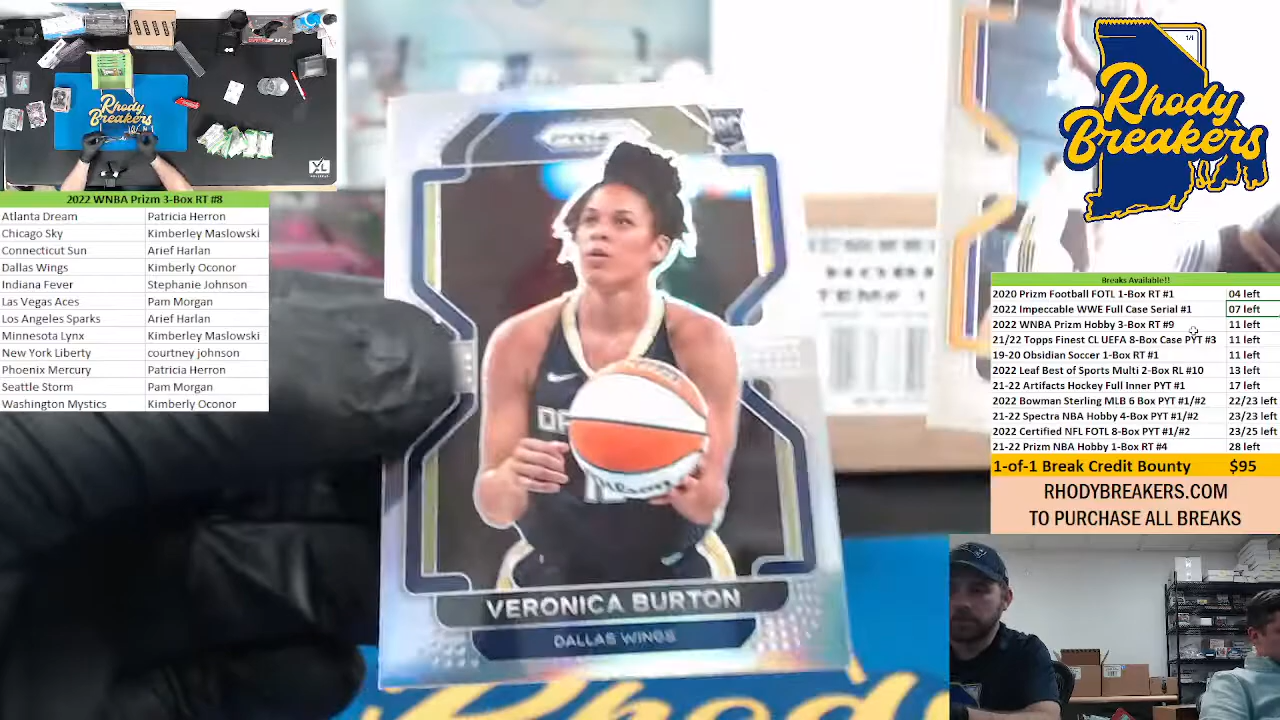 Rhody
Breakers
2022 WNBA Prizm 3-Box RT #8
Atlanta Dream Patricia Herron
Chicago Sky Kimberley Maslowski
Connecticut Sun Arief Harlan
Dallas Wings Kimberly Oconor
Indiana Fever Stephanie Johnson
Las Vegas Aces Pam Morgan
Los Angeles Sparks Arief Harlan
Minnesota Lynx Kimberley Maslowski
New York Liberty courtney johnson
Phoenix Mercury Patricia Herron
Seattle Storm Pam Morgan
Washington Mystics Kimberly Oconor
PRIZM
RC
Wilson
VERONICA BURTON
DALLAS WINGS
Rhody
1/1
Rhody
Breakers
Breaks Available!!
2020 Prizm Football FOTL 1-Box RT #1 04 left
2022 Impeccable WWE Full Case Serial #1 07 left
2022 WNBA Prizm Hobby 3-Box RT #9 11 left
21/22 Topps Finest CL UEFA 8-Box Case PYT #3 11 left
19-20 Obsidian Soccer 1-Box RT #1 11 left
2022 Leaf Best of Sports Multi 2-Box RL #10 13 left
21-22 Artifacts Hockey Full Inner PYT #1 17 left
2022 Bowman Sterling MLB 6 Box PYT #1/#2 22/23 left
21-22 Spectra NBA Hobby 4-Box PYT #1/#2 23/23 left
2022 Certified NFL FOTL 8-Box PYT #1/#2 23/25 left
21-22 Prizm NBA Hobby 1-Box RT #4 28 left
1-of-1 Break Credit Bounty $95
RHODYBREAKERS.COM
TO PURCHASE ALL BREAKS